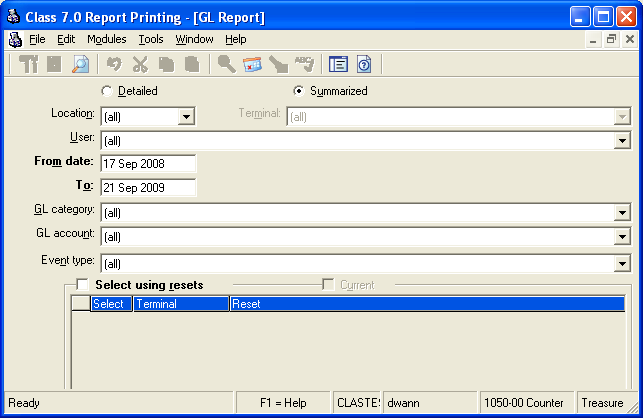 Class 7.0 Report Printing - [GL Report]
File Edit Modules Tools Window Help
ABC
Detailed Summarized
Location: (all) Terminal: (all)
User: (all)
From date: 17 Sep 2008
To: 21 Sep 2009
GL category: (all)
GL account: (all)
Event type: (all)
Select using resets Current
Select Terminal Reset
Ready F1 = Help CLASTES dwann 1050-00 Counter Treasure